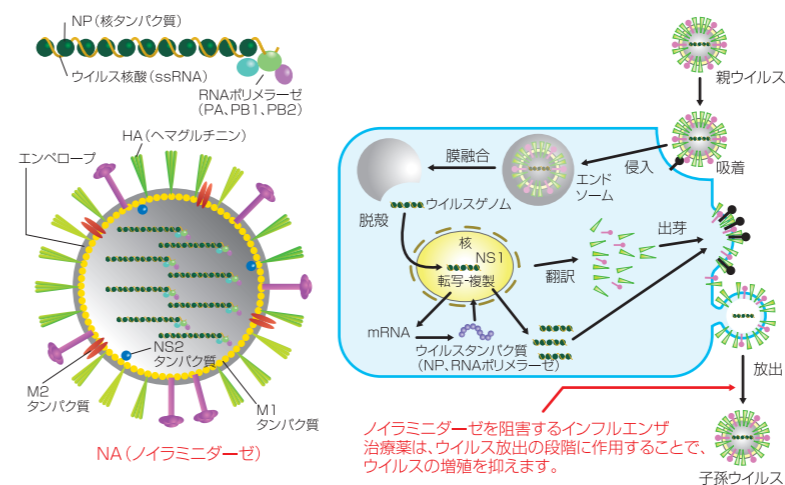 NP（核タンパク質）
ウイルス核酸（ssRNA）
RNAポリメラーゼ
（PA、PB1、PB2）
HA（ヘマグルチニン）
エンベロープ
NS2
タンパク質
M2
タンパク質
M1
タンパク質
NA（ノイラミニダーゼ）
親ウイルス
吸着
侵入
エンド
ソーム
膜融合
脱殻
ウイルスゲノム
核
NS1
転写・複製
翻訳
出芽
mRNA
ウイルスタンパク質
（NP、RNAポリメラーゼ）
放出
ノイラミニダーゼを阻害するインフルエンザ
治療薬は、ウイルス放出の段階に作用することで、
ウイルスの増殖を抑えます。
子孫ウイルス